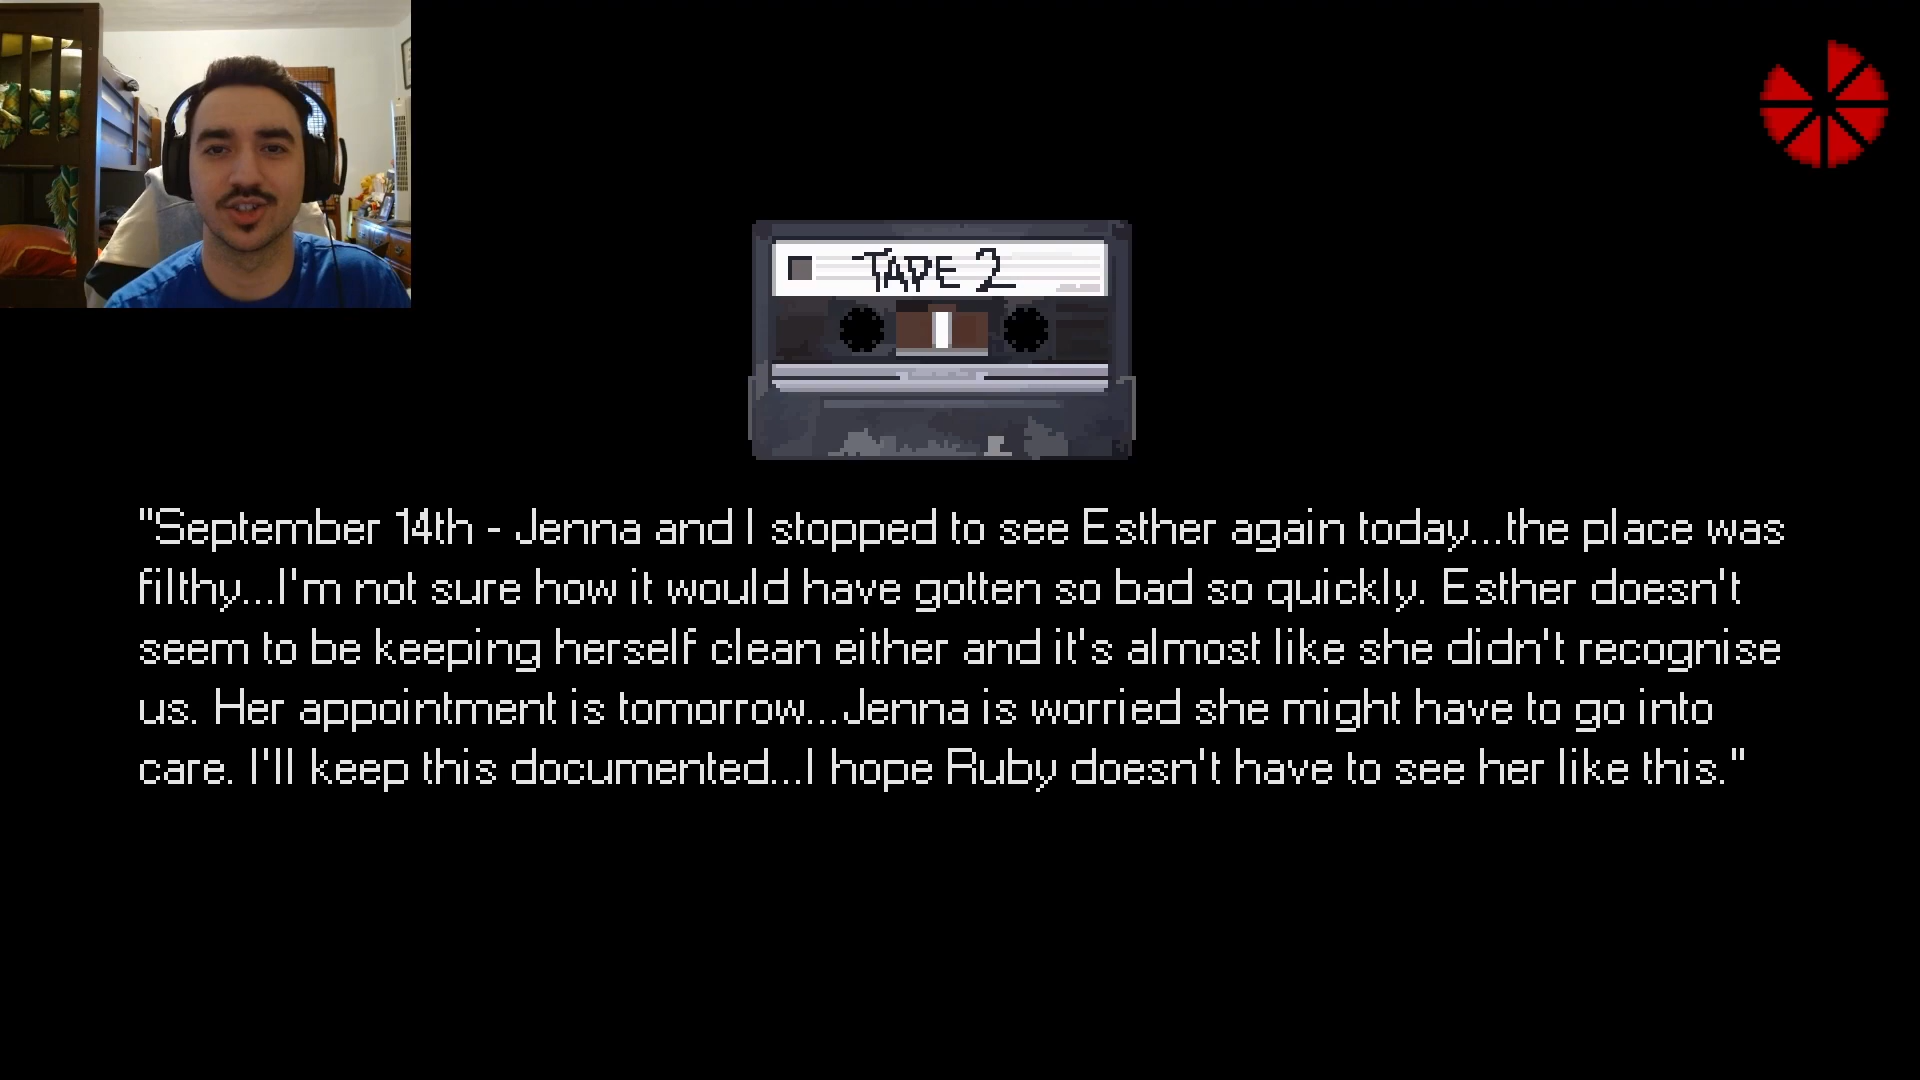 TAPE 2
"September 14th - Jenna and I stopped to see Esther again today...the place was
filthy...I'm not sure how it would have gotten so bad so quickly. Esther doesn't
seem to be keeping herself clean either and it's almost like she didn't recognise
us. Her appointment is tomorrow...Jenna is worried she might have to go into
care. I'll keep this documented...I hope Ruby doesn't have to see her like this."